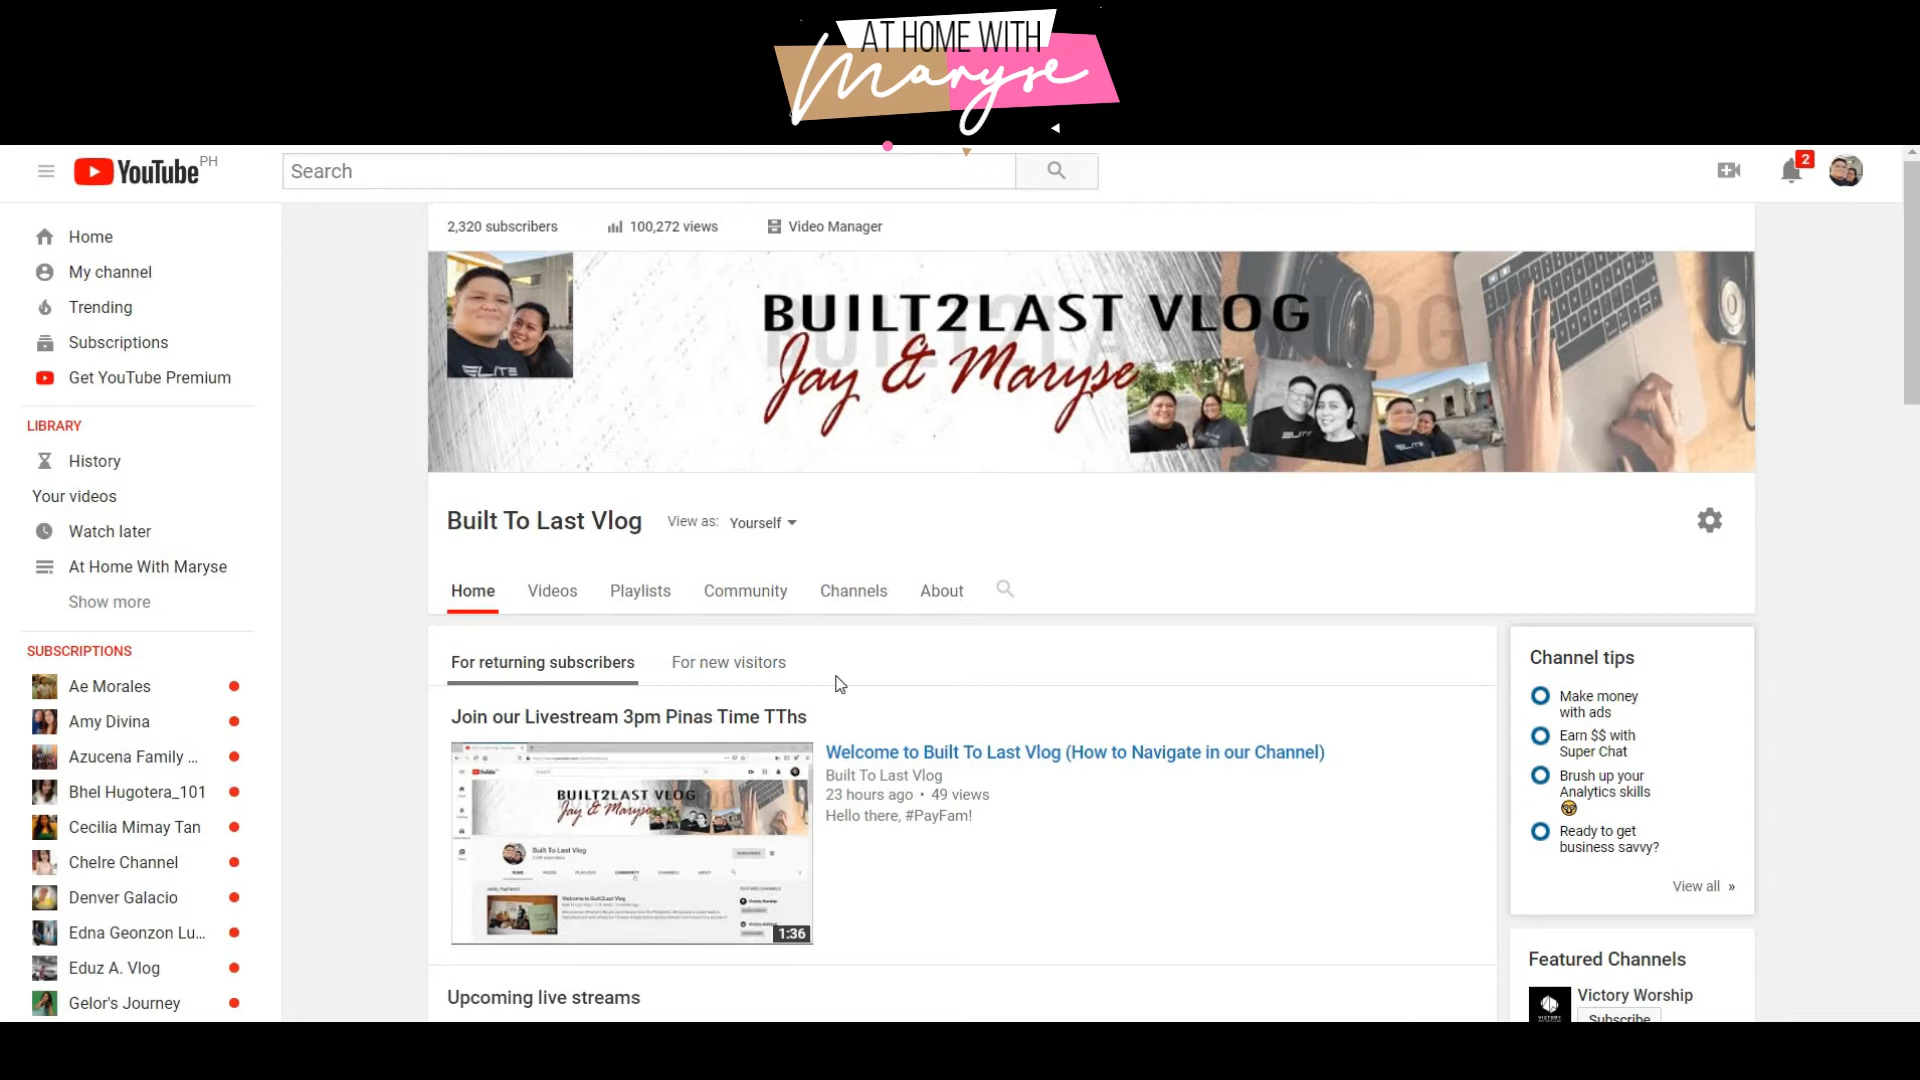 AT HOME WITH
Maryse
YouTube PH
Search
2
2,320 subscribers
100,272 views
Video Manager
Home
My channel
Trending
Subscriptions
Get YouTube Premium
LIBRARY
History
Your videos
Watch later
At Home With Maryse
Show more
SUBSCRIPTIONS
Ae Morales
Amy Divina
Azucena Family ...
Bhel Hugotera_101
Cecilia Mimay Tan
Chelre Channel
Denver Galacio
Edna Geonzon Lu...
Eduz A. Vlog
Gelor's Journey
BUILT2LAST VLOG
Jay & Maryse
ELITE
Built To Last Vlog
View as: Yourself
Home
Videos
Playlists
Community
Channels
About
For returning subscribers
For new visitors
Join our Livestream 3pm Pinas Time TThs
BUILT2LAST VLOG
Jay & Maryse
Built To Last Vlog
1:36
Welcome to Built To Last Vlog (How to Navigate in our Channel)
Built To Last Vlog
23 hours ago • 49 views
Hello there, #PayFam!
Upcoming live streams
Channel tips
Make money
with ads
Earn $$ with
Super Chat
Brush up your
Analytics skills
Ready to get
business savvy?
View all »
Featured Channels
VICTORY
Victory Worship
Subscribe